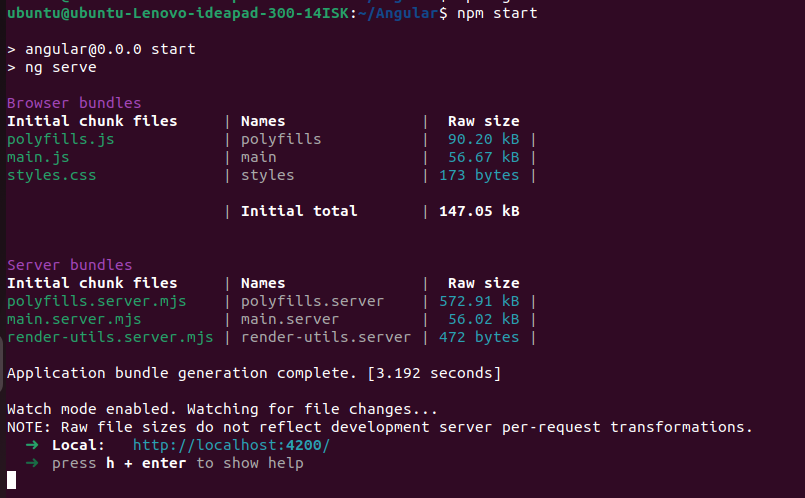 ubuntu@ubuntu-Lenovo-ideapad-300-14ISK:~/Angular$ npm start
> angular@0.0.0 start
> ng serve
Browser bundles
Initial chunk files | Names | Raw size
polyfills.js | polyfills | 90.20 kB |
main.js | main | 56.67 kB |
styles.css | styles | 173 bytes |
| Initial total | 147.05 kB
Server bundles
Initial chunk files | Names | Raw size
polyfills.server.mjs | polyfills.server | 572.91 kB |
main.server.mjs | main.server | 56.02 kB |
render-utils.server.mjs | render-utils.server | 472 bytes |
Application bundle generation complete. [3.192 seconds]
Watch mode enabled. Watching for file changes...
NOTE: Raw file sizes do not reflect development server per-request transformations.
➜ Local: http://localhost:4200/
➜ press h + enter to show help